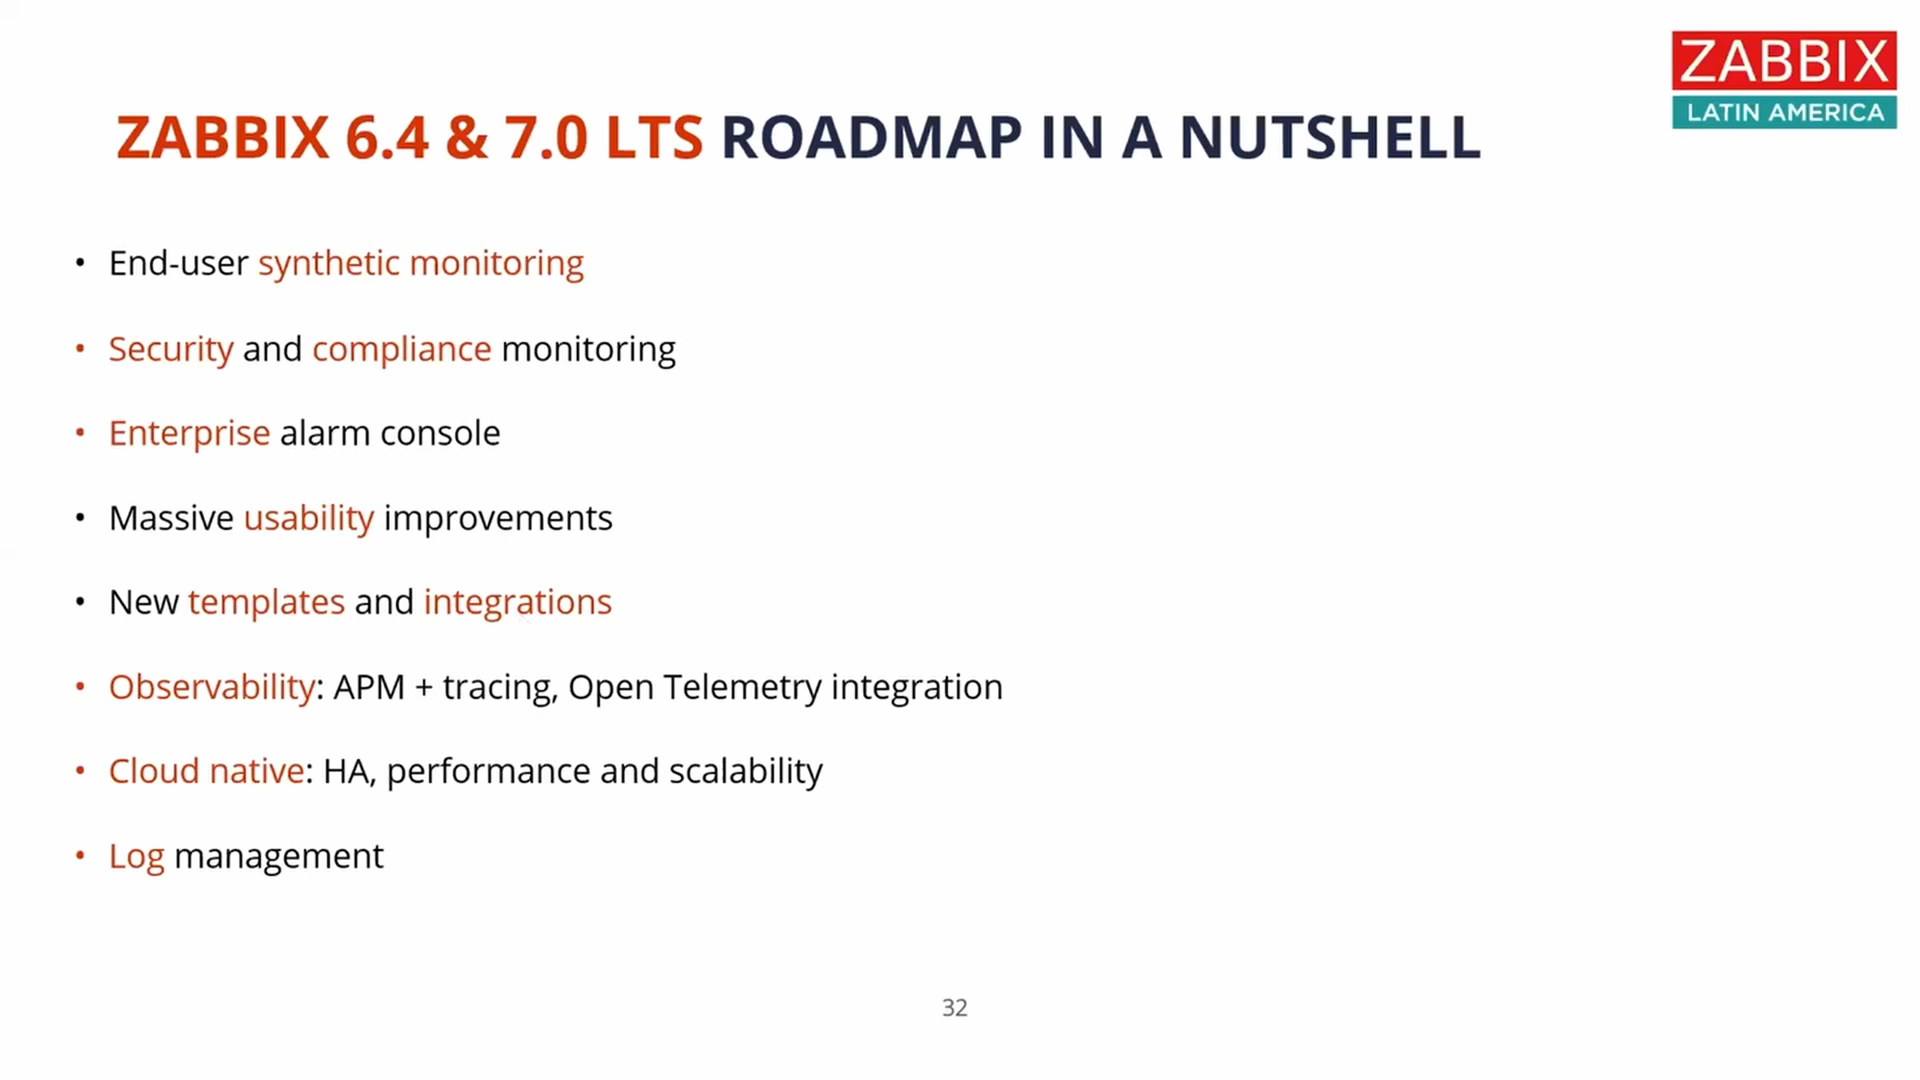 ZABBIX
LATIN AMERICA
ZABBIX 6.4 & 7.0 LTS ROADMAP IN A NUTSHELL
• End-user synthetic monitoring
• Security and compliance monitoring
• Enterprise alarm console
• Massive usability improvements
• New templates and integrations
• Observability: APM + tracing, Open Telemetry integration
• Cloud native: HA, performance and scalability
• Log management
32